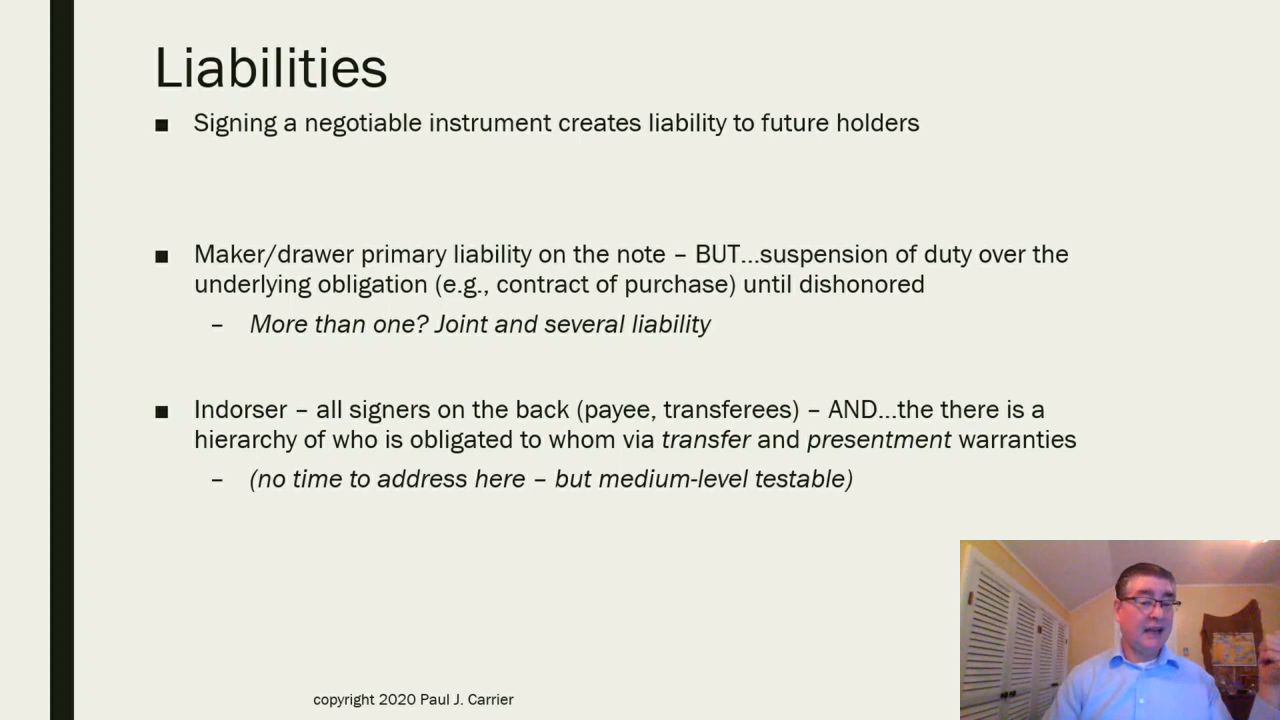 Liabilities
■ Signing a negotiable instrument creates liability to future holders
■ Maker/drawer primary liability on the note – BUT...suspension of duty over the
underlying obligation (e.g., contract of purchase) until dishonored
– More than one? Joint and several liability
■ Indorser – all signers on the back (payee, transferees) – AND...the there is a
hierarchy of who is obligated to whom via transfer and presentment warranties
– (no time to address here – but medium-level testable)
copyright 2020 Paul J. Carrier